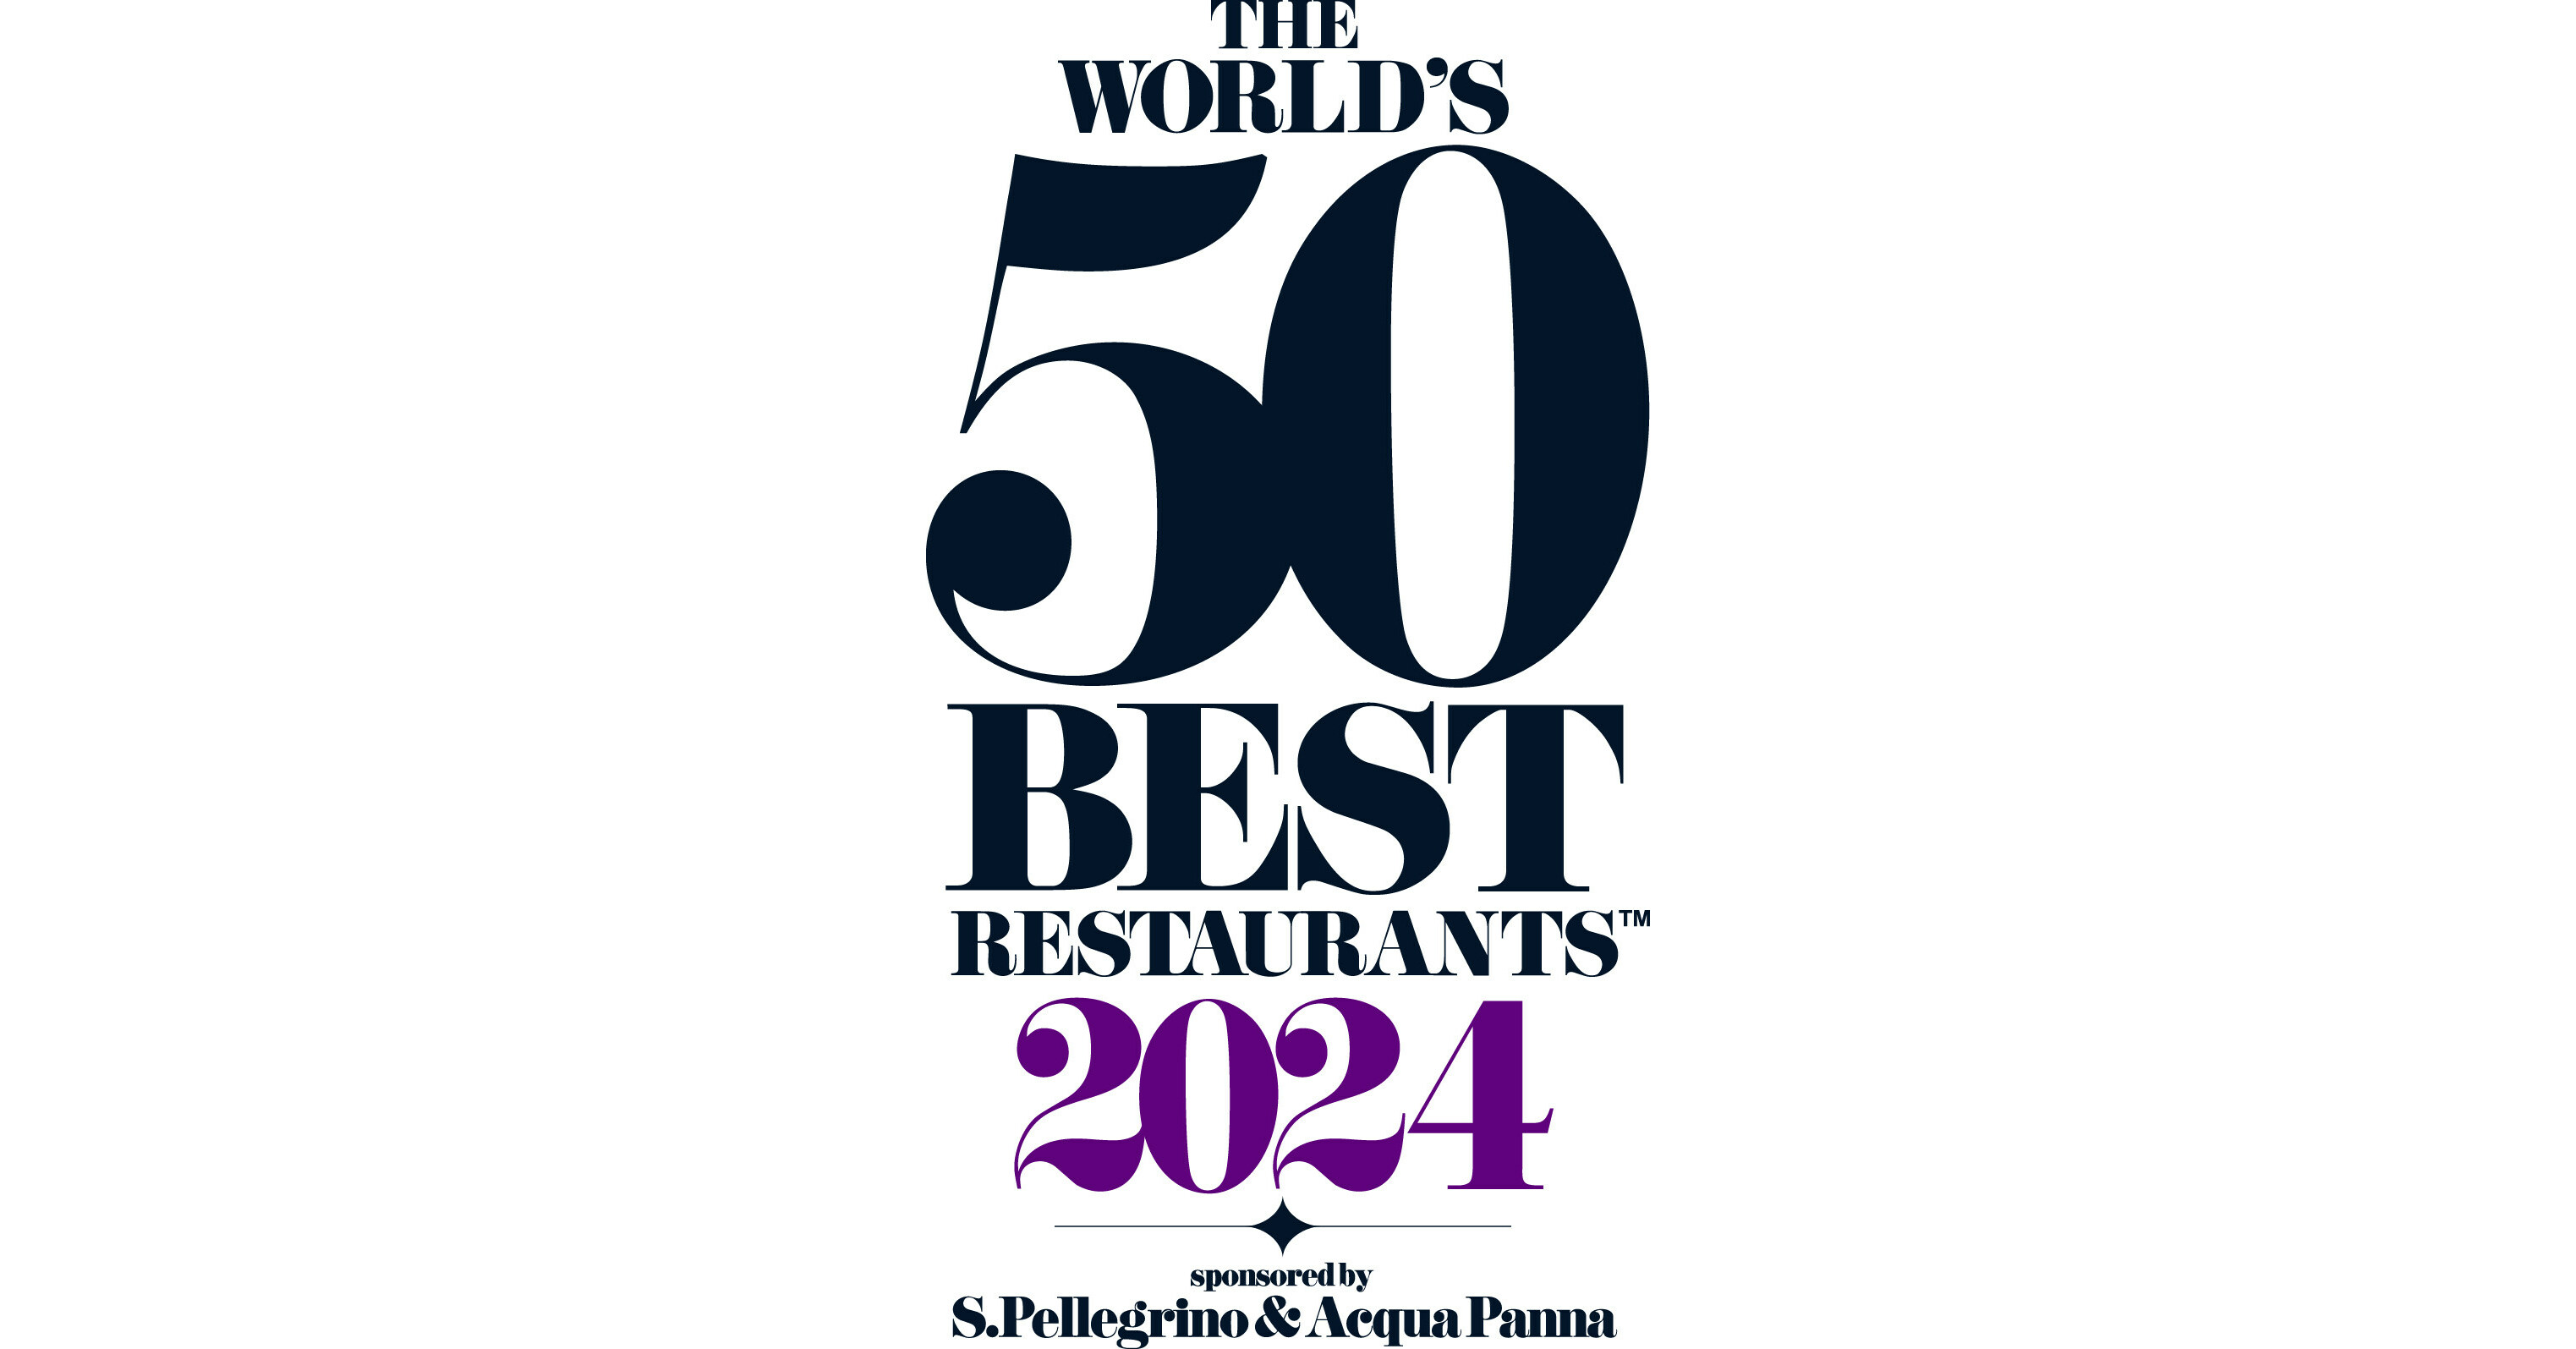 THE
WORLD'S
50
BEST
RESTAURANTS™
2024
sponsored by
S.Pellegrino & Acqua Panna